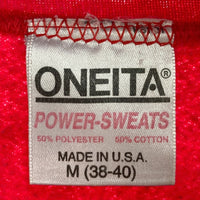 ONEITA®
POWER-SWEATS
50% POLYESTER 50% COTTON
MADE IN U.S.A.
M (38-40)